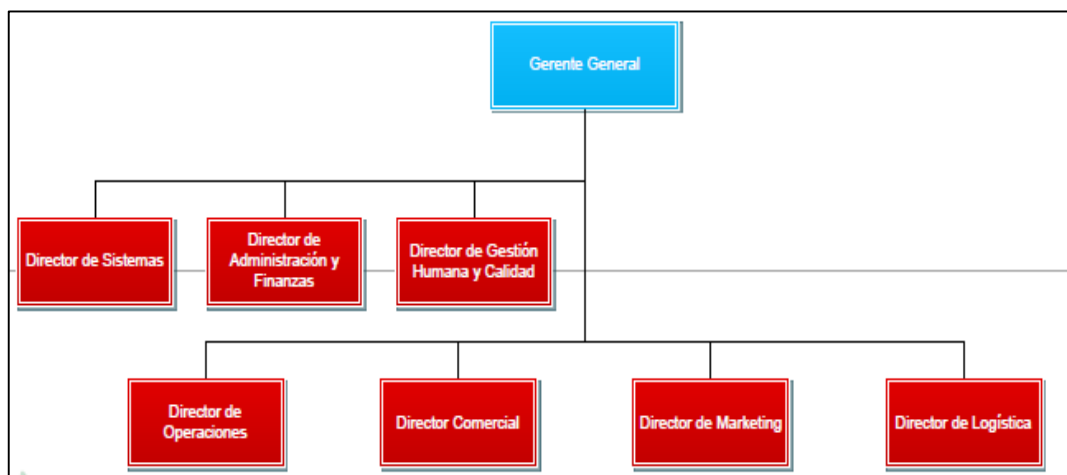 Gerente General
Director de Sistemas
Director de
Administración y
Finanzas
Director de Gestión
Humana y Calidad
Director de
Operaciones
Director Comercial
Director de Marketing
Director de Logística